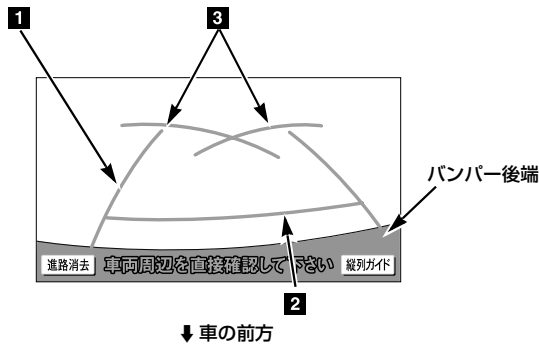 1
3
バンパー後端
進路消去
車両周辺を直接確認して下さい
縦列ガイド
2
車の前方